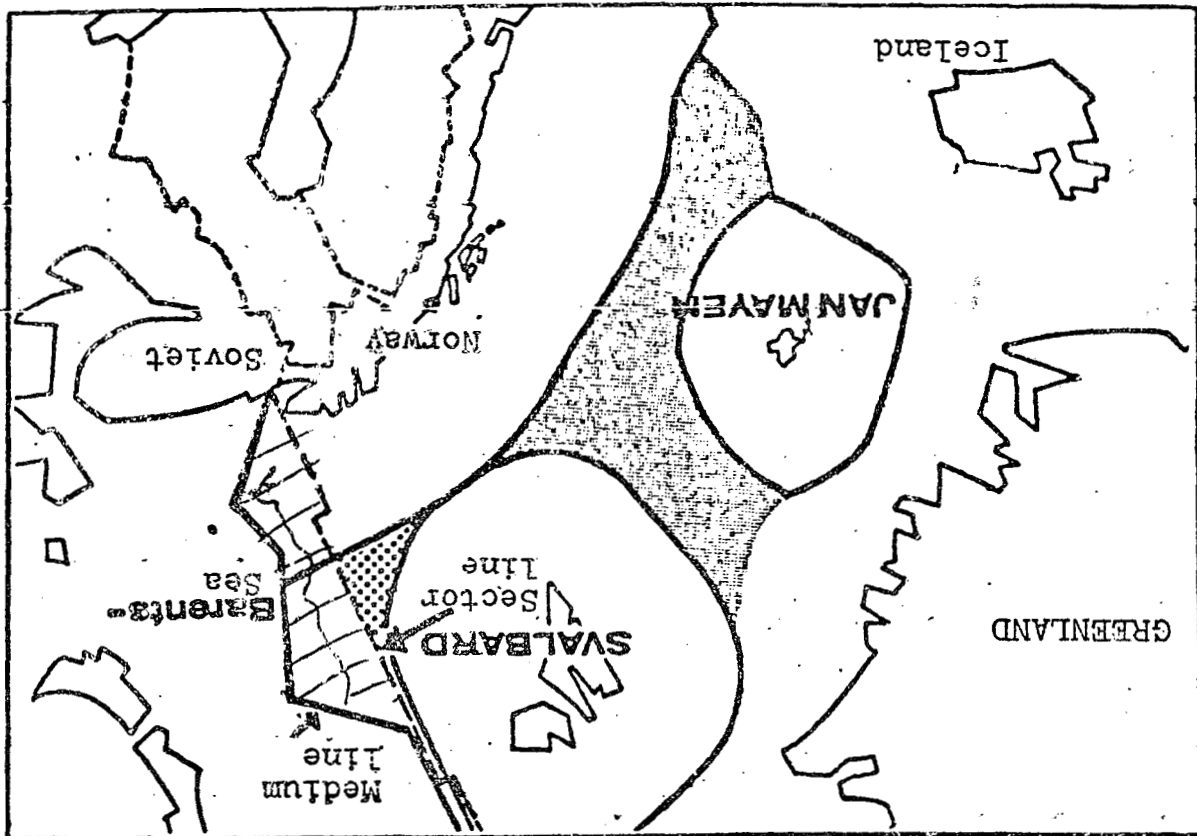 Medium
line
SVALBARD
Sector
line
Barents-
Sea
GREENLAND
Soviet
Norway
JAN MAYEN
Iceland